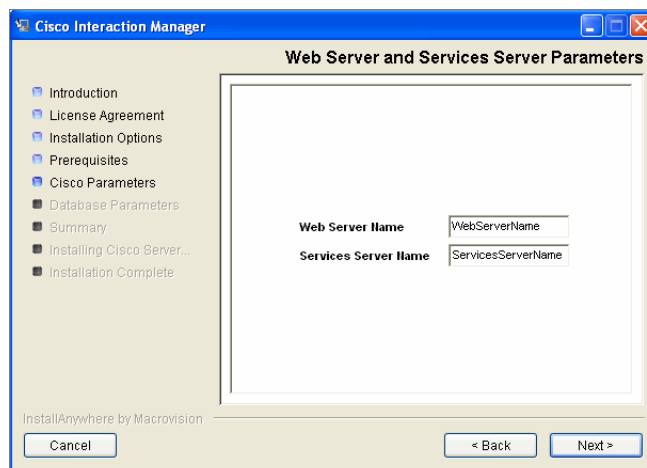 Cisco Interaction Manager
Web Server and Services Server Parameters
Introduction
License Agreement
Installation Options
Prerequisites
Cisco Parameters
Database Parameters
Summary
Installing Cisco Server...
Installation Complete
Web Server Name WebServerName
Services Server Name ServicesServerName
InstallAnywhere by Macrovision
Cancel < Back Next >